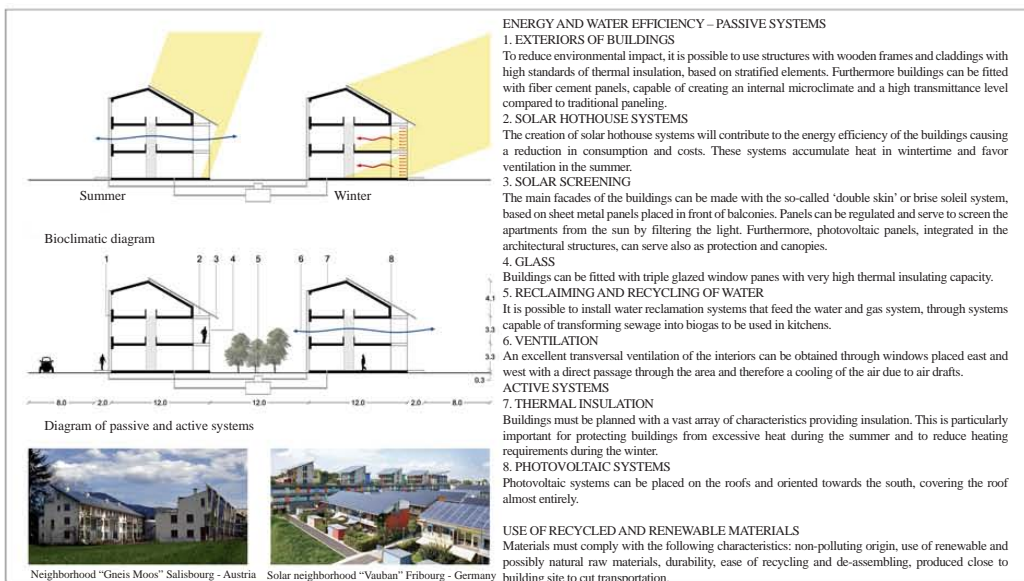 Summer
Winter
Bioclimatic diagram
1
2
3
4
5
6
7
8
4.1
3.3
3.3
0.3
8.0
2.0
12.0
12.0
12.0
2.0
8.0
Diagram of passive and active systems
Neighborhood “Gneis Moos” Salisbourg - Austria
Solar neighborhood “Vauban” Fribourg - Germany
ENERGY AND WATER EFFICIENCY – PASSIVE SYSTEMS
1. EXTERIORS OF BUILDINGS
To reduce environmental impact, it is possible to use structures with wooden frames and claddings with
high standards of thermal insulation, based on stratified elements. Furthermore buildings can be fitted
with fiber cement panels, capable of creating an internal microclimate and a high transmittance level
compared to traditional paneling.
2. SOLAR HOTHOUSE SYSTEMS
The creation of solar hothouse systems will contribute to the energy efficiency of the buildings causing
a reduction in consumption and costs. These systems accumulate heat in wintertime and favor
ventilation in the summer.
3. SOLAR SCREENING
The main facades of the buildings can be made with the so-called ‘double skin’ or brise soleil system,
based on sheet metal panels placed in front of balconies. Panels can be regulated and serve to screen the
apartments from the sun by filtering the light. Furthermore, photovoltaic panels, integrated in the
architectural structures, can serve also as protection and canopies.
4. GLASS
Buildings can be fitted with triple glazed window panes with very high thermal insulating capacity.
5. RECLAIMING AND RECYCLING OF WATER
It is possible to install water reclamation systems that feed the water and gas system, through systems
capable of transforming sewage into biogas to be used in kitchens.
6. VENTILATION
An excellent transversal ventilation of the interiors can be obtained through windows placed east and
west with a direct passage through the area and therefore a cooling of the air due to air drafts.
ACTIVE SYSTEMS
7. THERMAL INSULATION
Buildings must be planned with a vast array of characteristics providing insulation. This is particularly
important for protecting buildings from excessive heat during the summer and to reduce heating
requirements during the winter.
8. PHOTOVOLTAIC SYSTEMS
Photovoltaic systems can be placed on the roofs and oriented towards the south, covering the roof
almost entirely.
USE OF RECYCLED AND RENEWABLE MATERIALS
Materials must comply with the following characteristics: non-polluting origin, use of renewable and
possibly natural raw materials, durability, ease of recycling and de-assembling, produced close to
building site to cut transportation.